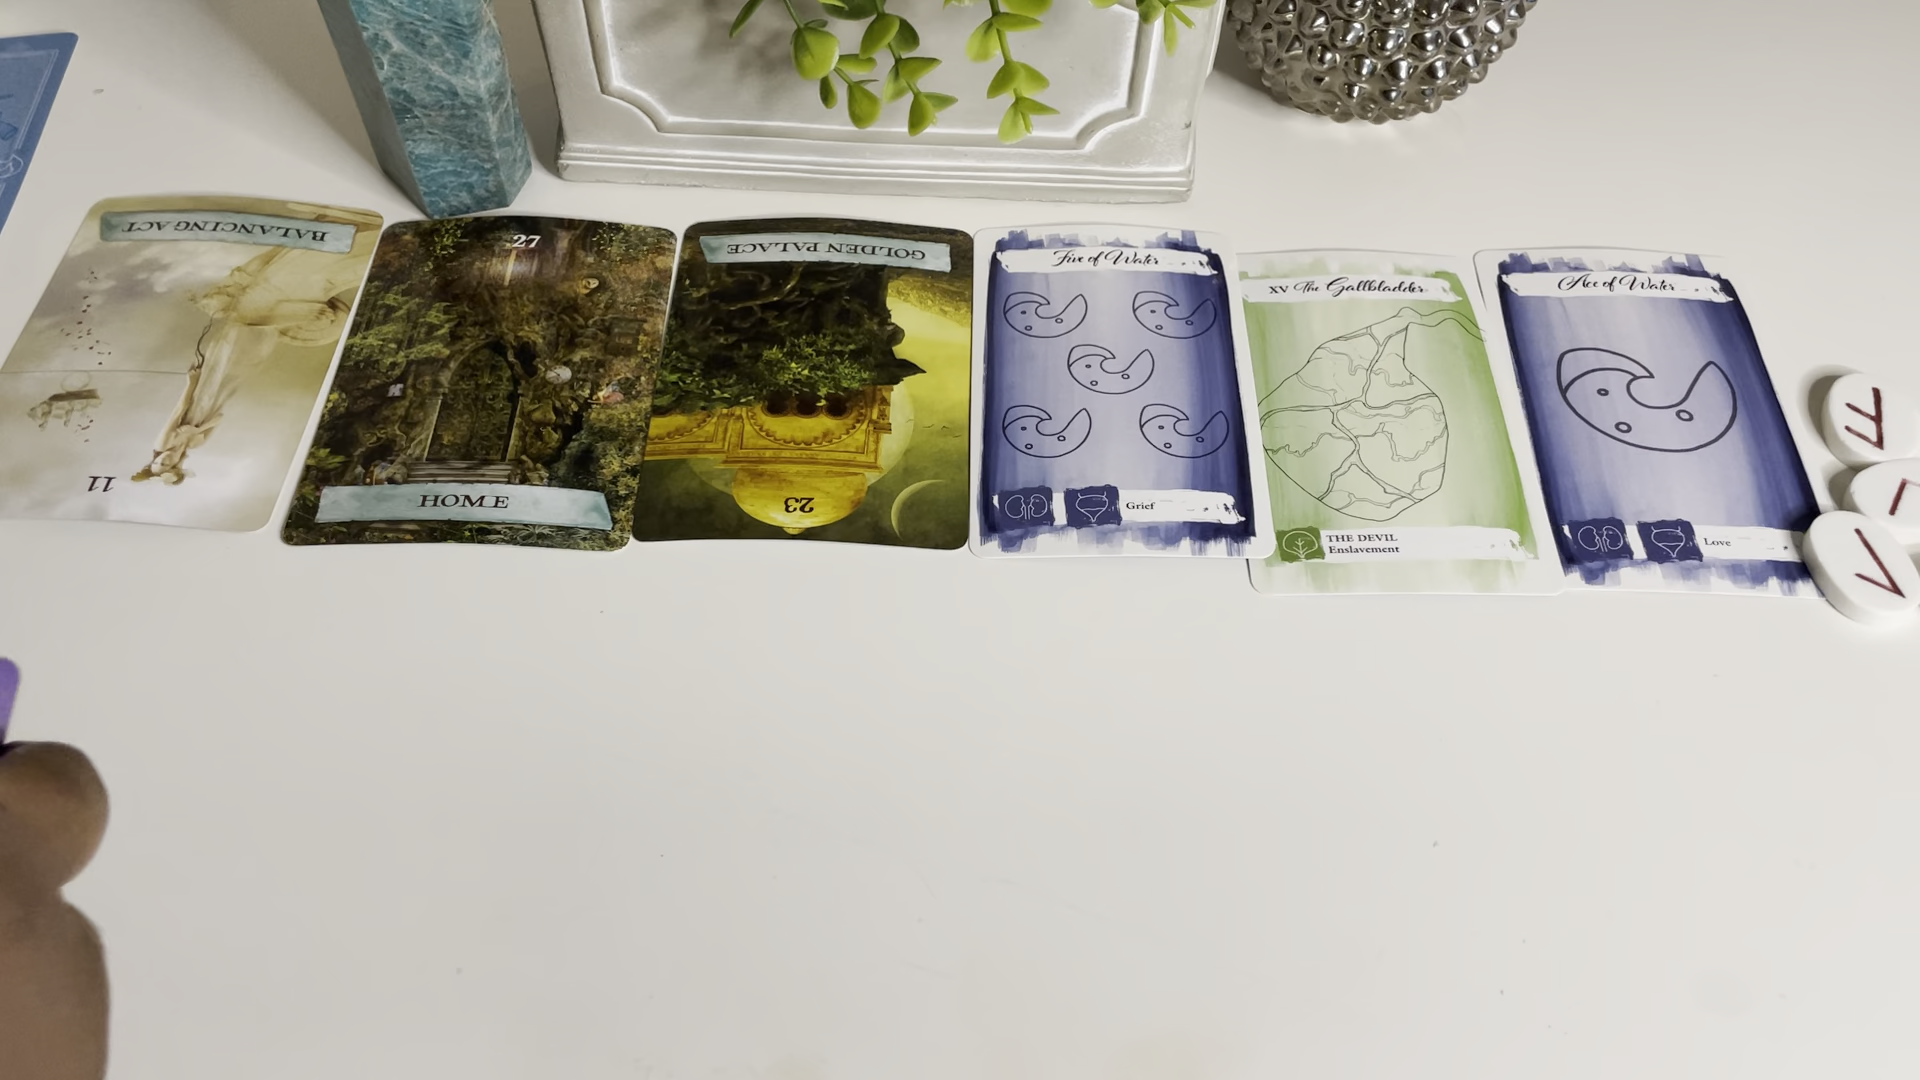 BALANCING ACT
11
27
HOME
GOLDEN PALACE
23
Five of Water
Grief
XV The Gallbladder
THE DEVIL
Enslavement
Ace of Water
Love